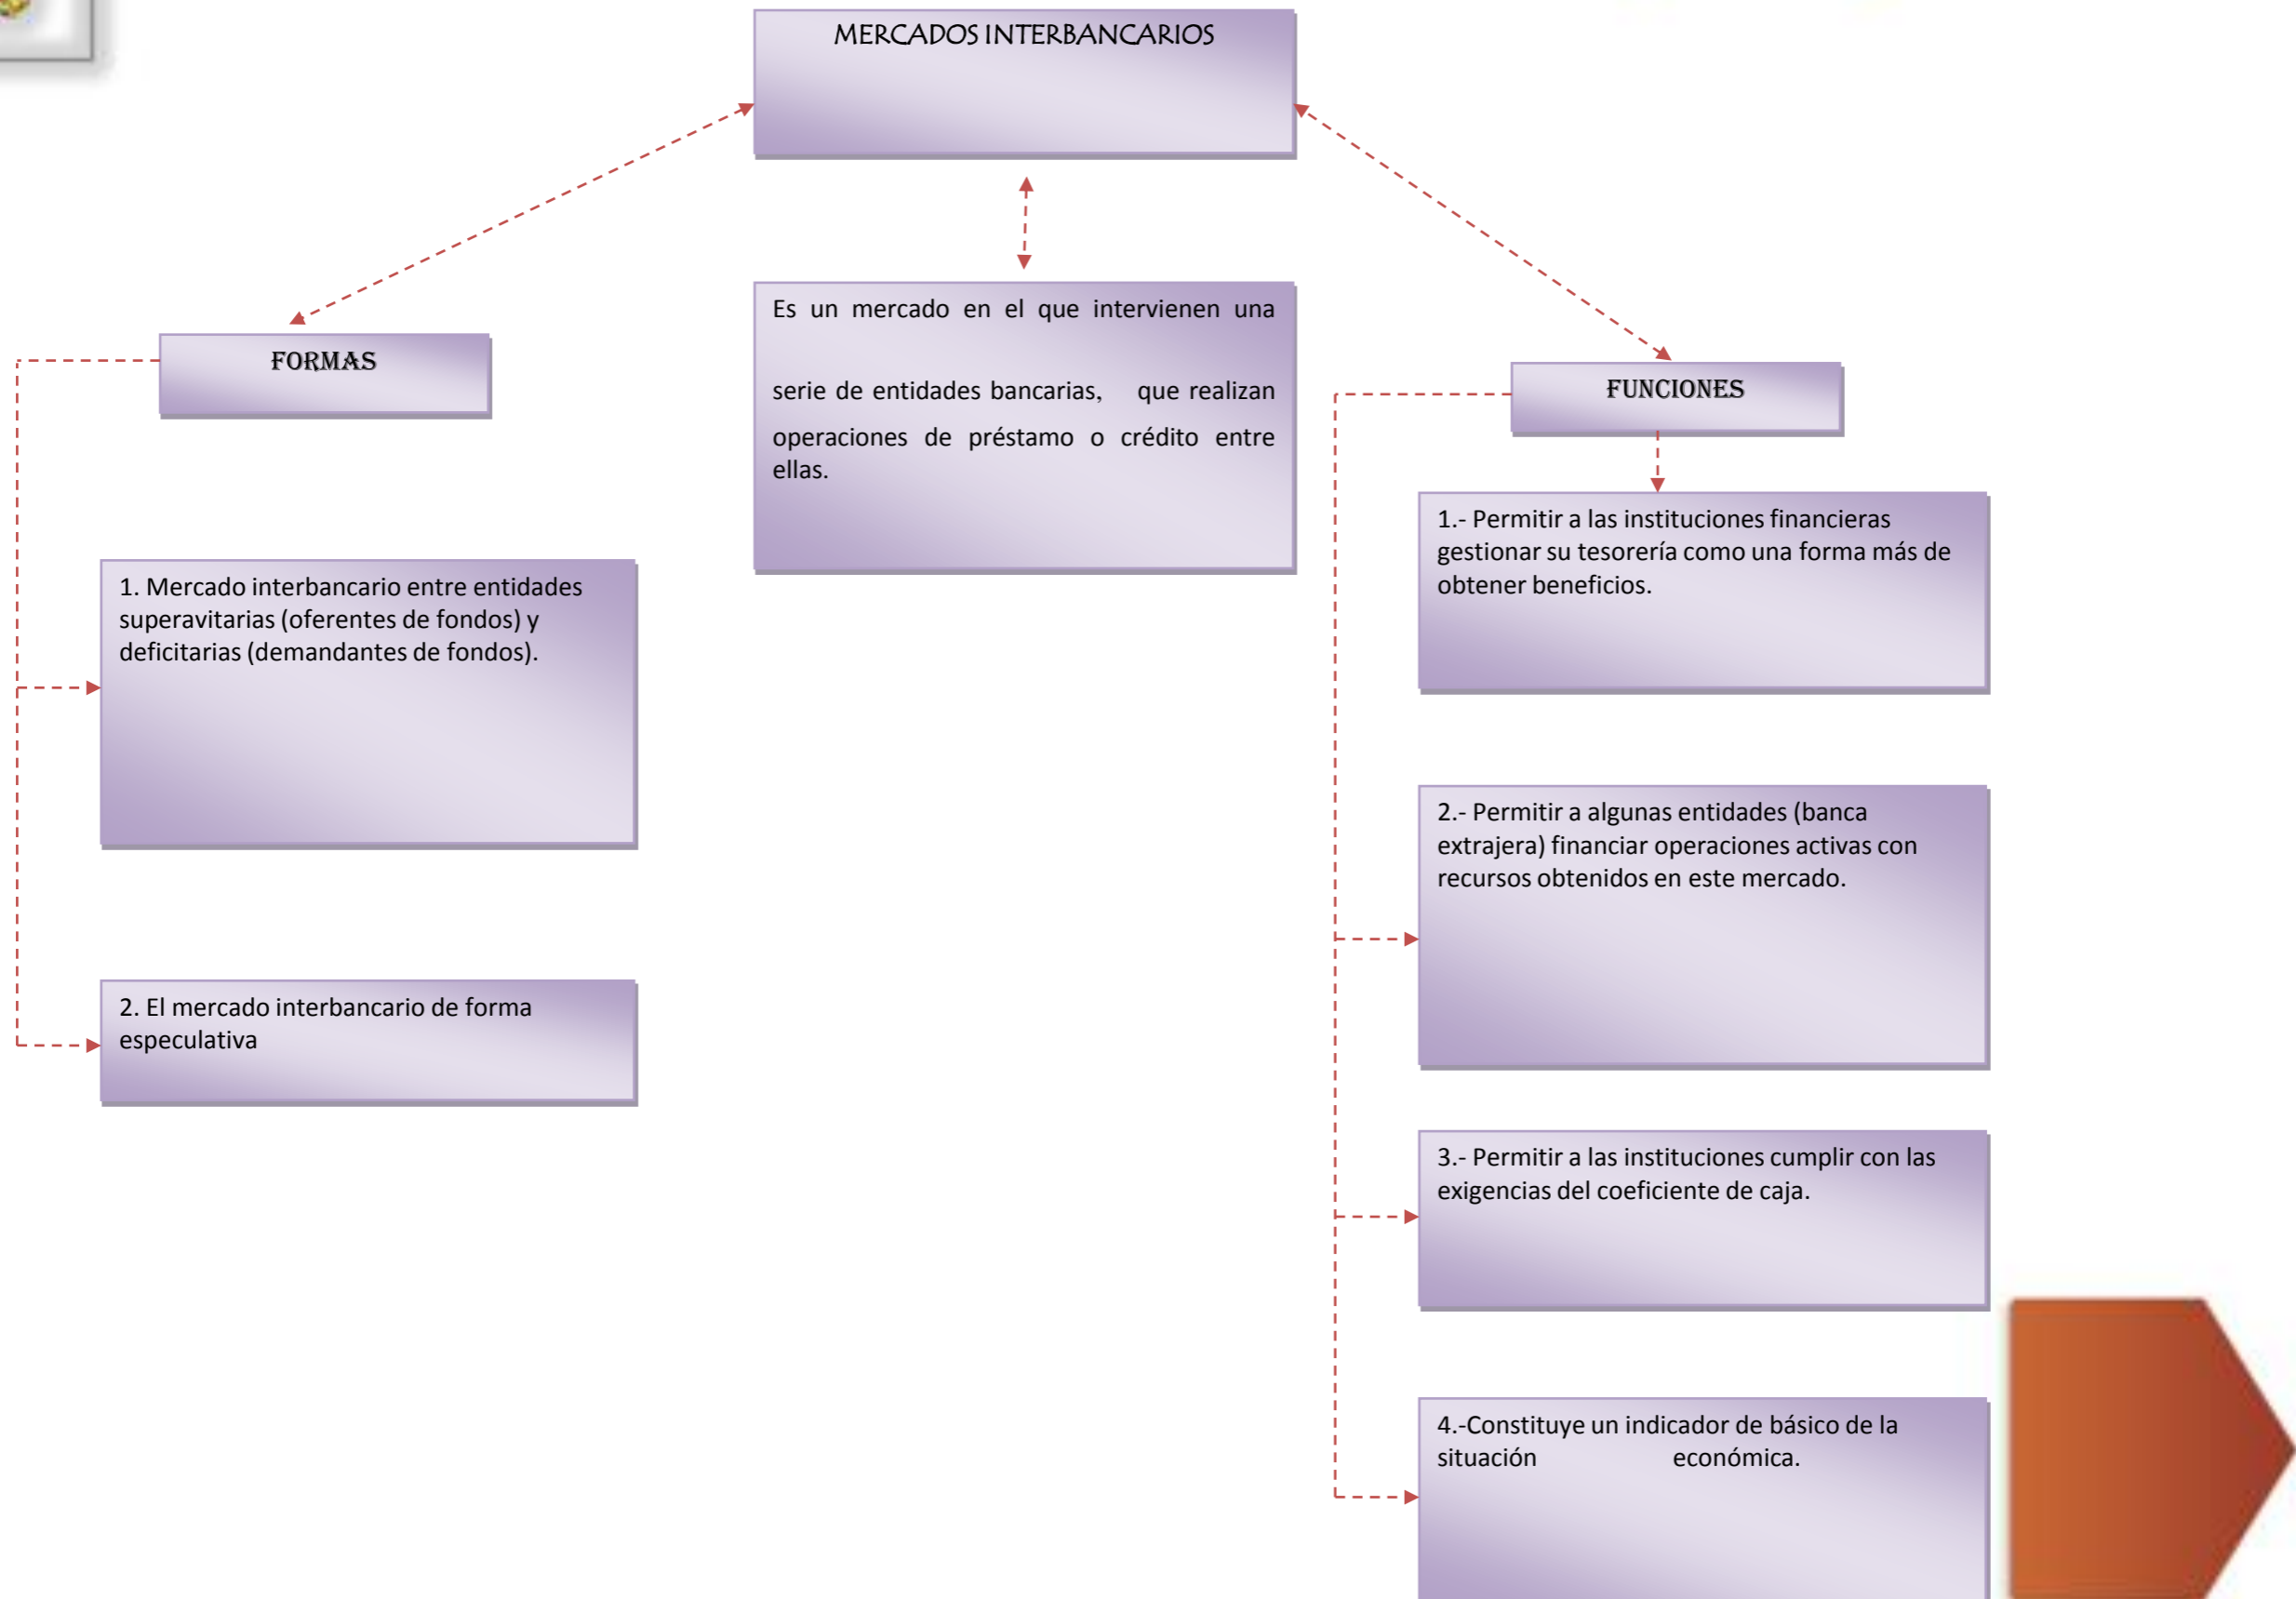 MERCADOS INTERBANCARIOS
Es un mercado en el que intervienen una
serie de entidades bancarias, que realizan
operaciones de préstamo o crédito entre
ellas.
FORMAS
1. Mercado interbancario entre entidades
superavitarias (oferentes de fondos) y
deficitarias (demandantes de fondos).
2. El mercado interbancario de forma
especulativa
FUNCIONES
1.- Permitir a las instituciones financieras
gestionar su tesorería como una forma más de
obtener beneficios.
2.- Permitir a algunas entidades (banca
extrajera) financiar operaciones activas con
recursos obtenidos en este mercado.
3.- Permitir a las instituciones cumplir con las
exigencias del coeficiente de caja.
4.-Constituye un indicador de básico de la
situación económica.